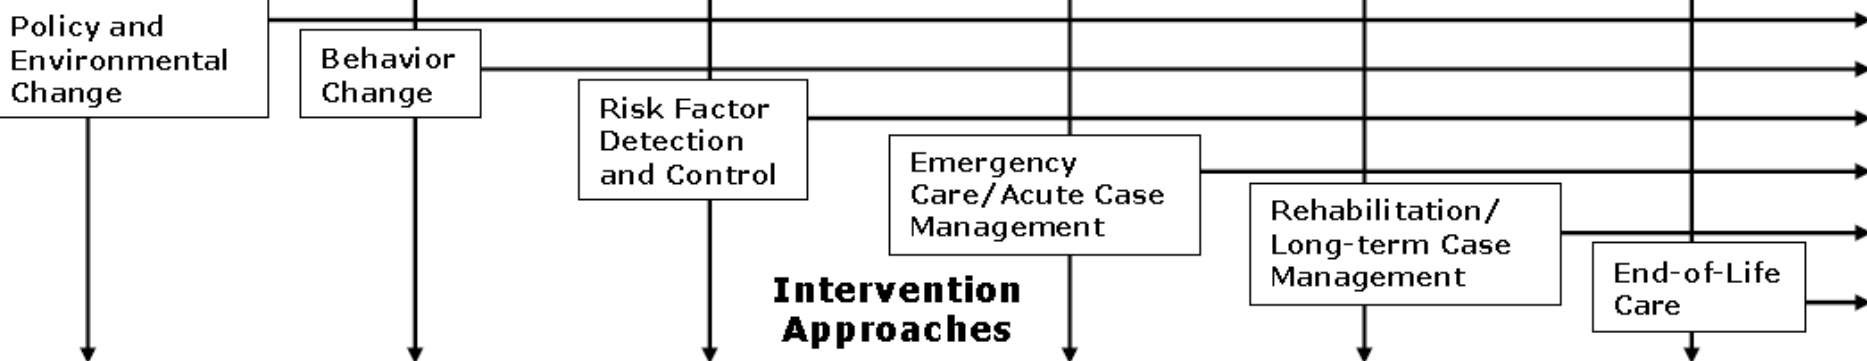 Policy and
Environmental
Change
Behavior
Change
Risk Factor
Detection
and Control
Emergency
Care/Acute Case
Management
Rehabilitation/
Long-term Case
Management
End-of-Life
Care
Intervention
Approaches